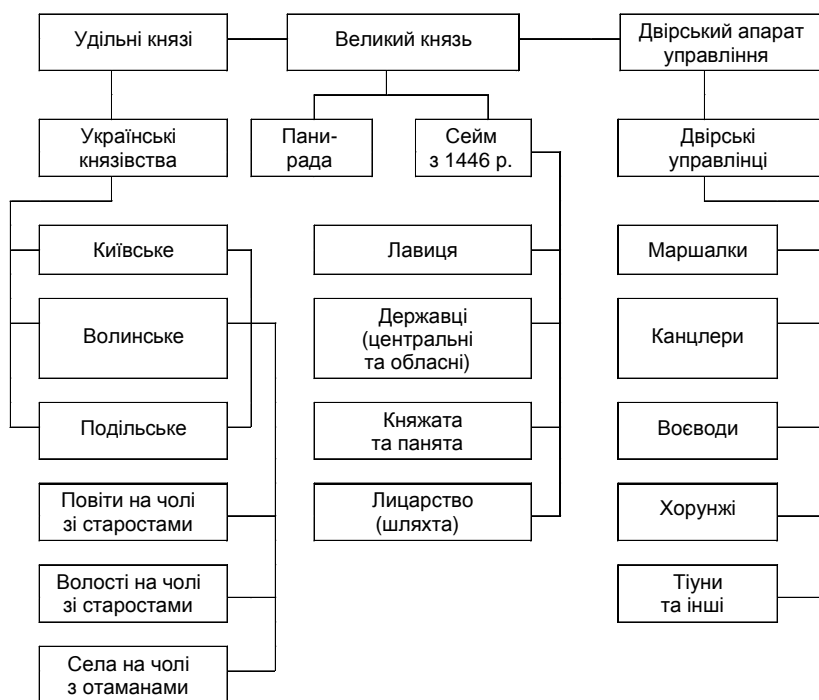 Удільні князі
Великий князь
Двірський апарат
управління
Українські
князівства
Пани-
рада
Сейм
з 1446 р.
Двірські
управлінці
Київське
Лавиця
Маршалки
Волинське
Державці
(центральні
та обласні)
Канцлери
Подільське
Княжата
та панята
Воєводи
Повіти на чолі
зі старостами
Лицарство
(шляхта)
Хорунжі
Волості на чолі
зі старостами
Тіуни
та інші
Села на чолі
з отаманами